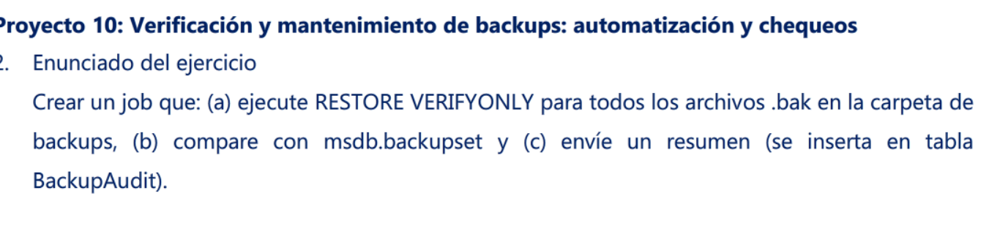 Proyecto 10: Verificación y mantenimiento de backups: automatización y chequeos
2. Enunciado del ejercicio
Crear un job que: (a) ejecute RESTORE VERIFYONLY para todos los archivos .bak en la carpeta de
backups, (b) compare con msdb.backupset y (c) envíe un resumen (se inserta en tabla
BackupAudit).